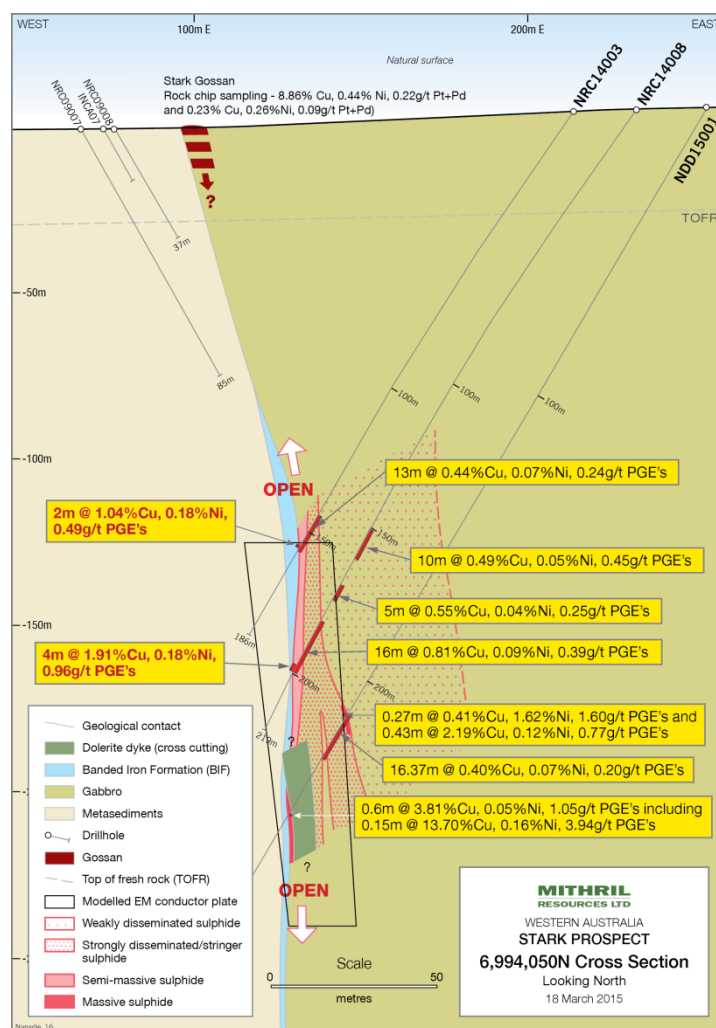 WEST
100m E
200m E
EAST
Natural surface
Stark Gossan
Rock chip sampling - 8.86% Cu, 0.44% Ni, 0.22g/t Pt+Pd
and 0.23% Cu, 0.26%Ni, 0.09g/t Pt+Pd)
NRC09007
INCA07
NRC09008
NRC14003
NRC14008
NDD15001
?
TOFR
37m
-50m
85m
100m
100m
100m
-100m
OPEN
13m @ 0.44%Cu, 0.07%Ni, 0.24g/t PGE's
2m @ 1.04%Cu, 0.18%Ni,
0.49g/t PGE's
150m
150m
10m @ 0.49%Cu, 0.05%Ni, 0.45g/t PGE's
5m @ 0.55%Cu, 0.04%Ni, 0.25g/t PGE's
-150m
186m
4m @ 1.91%Cu, 0.18%Ni,
0.96g/t PGE's
16m @ 0.81%Cu, 0.09%Ni, 0.39g/t PGE's
200m
200m
219m
0.27m @ 0.41%Cu, 1.62%Ni, 1.60g/t PGE's and
0.43m @ 2.19%Cu, 0.12%Ni, 0.77g/t PGE's
?
16.37m @ 0.40%Cu, 0.07%Ni, 0.20g/t PGE's
0.6m @ 3.81%Cu, 0.05%Ni, 1.05g/t PGE's including
0.15m @ 13.70%Cu, 0.16%Ni, 3.94g/t PGE's
?
OPEN
Geological contact
Dolerite dyke (cross cutting)
Banded Iron Formation (BIF)
Gabbro
Metasediments
Drillhole
Gossan
Top of fresh rock (TOFR)
Modelled EM conductor plate
Weakly disseminated sulphide
Strongly disseminated/stringer
sulphide
Semi-massive sulphide
Massive sulphide
Scale
0
50
metres
MITHRIL
RESOURCES LTD
WESTERN AUSTRALIA
STARK PROSPECT
6,994,050N Cross Section
Looking North
18 March 2015